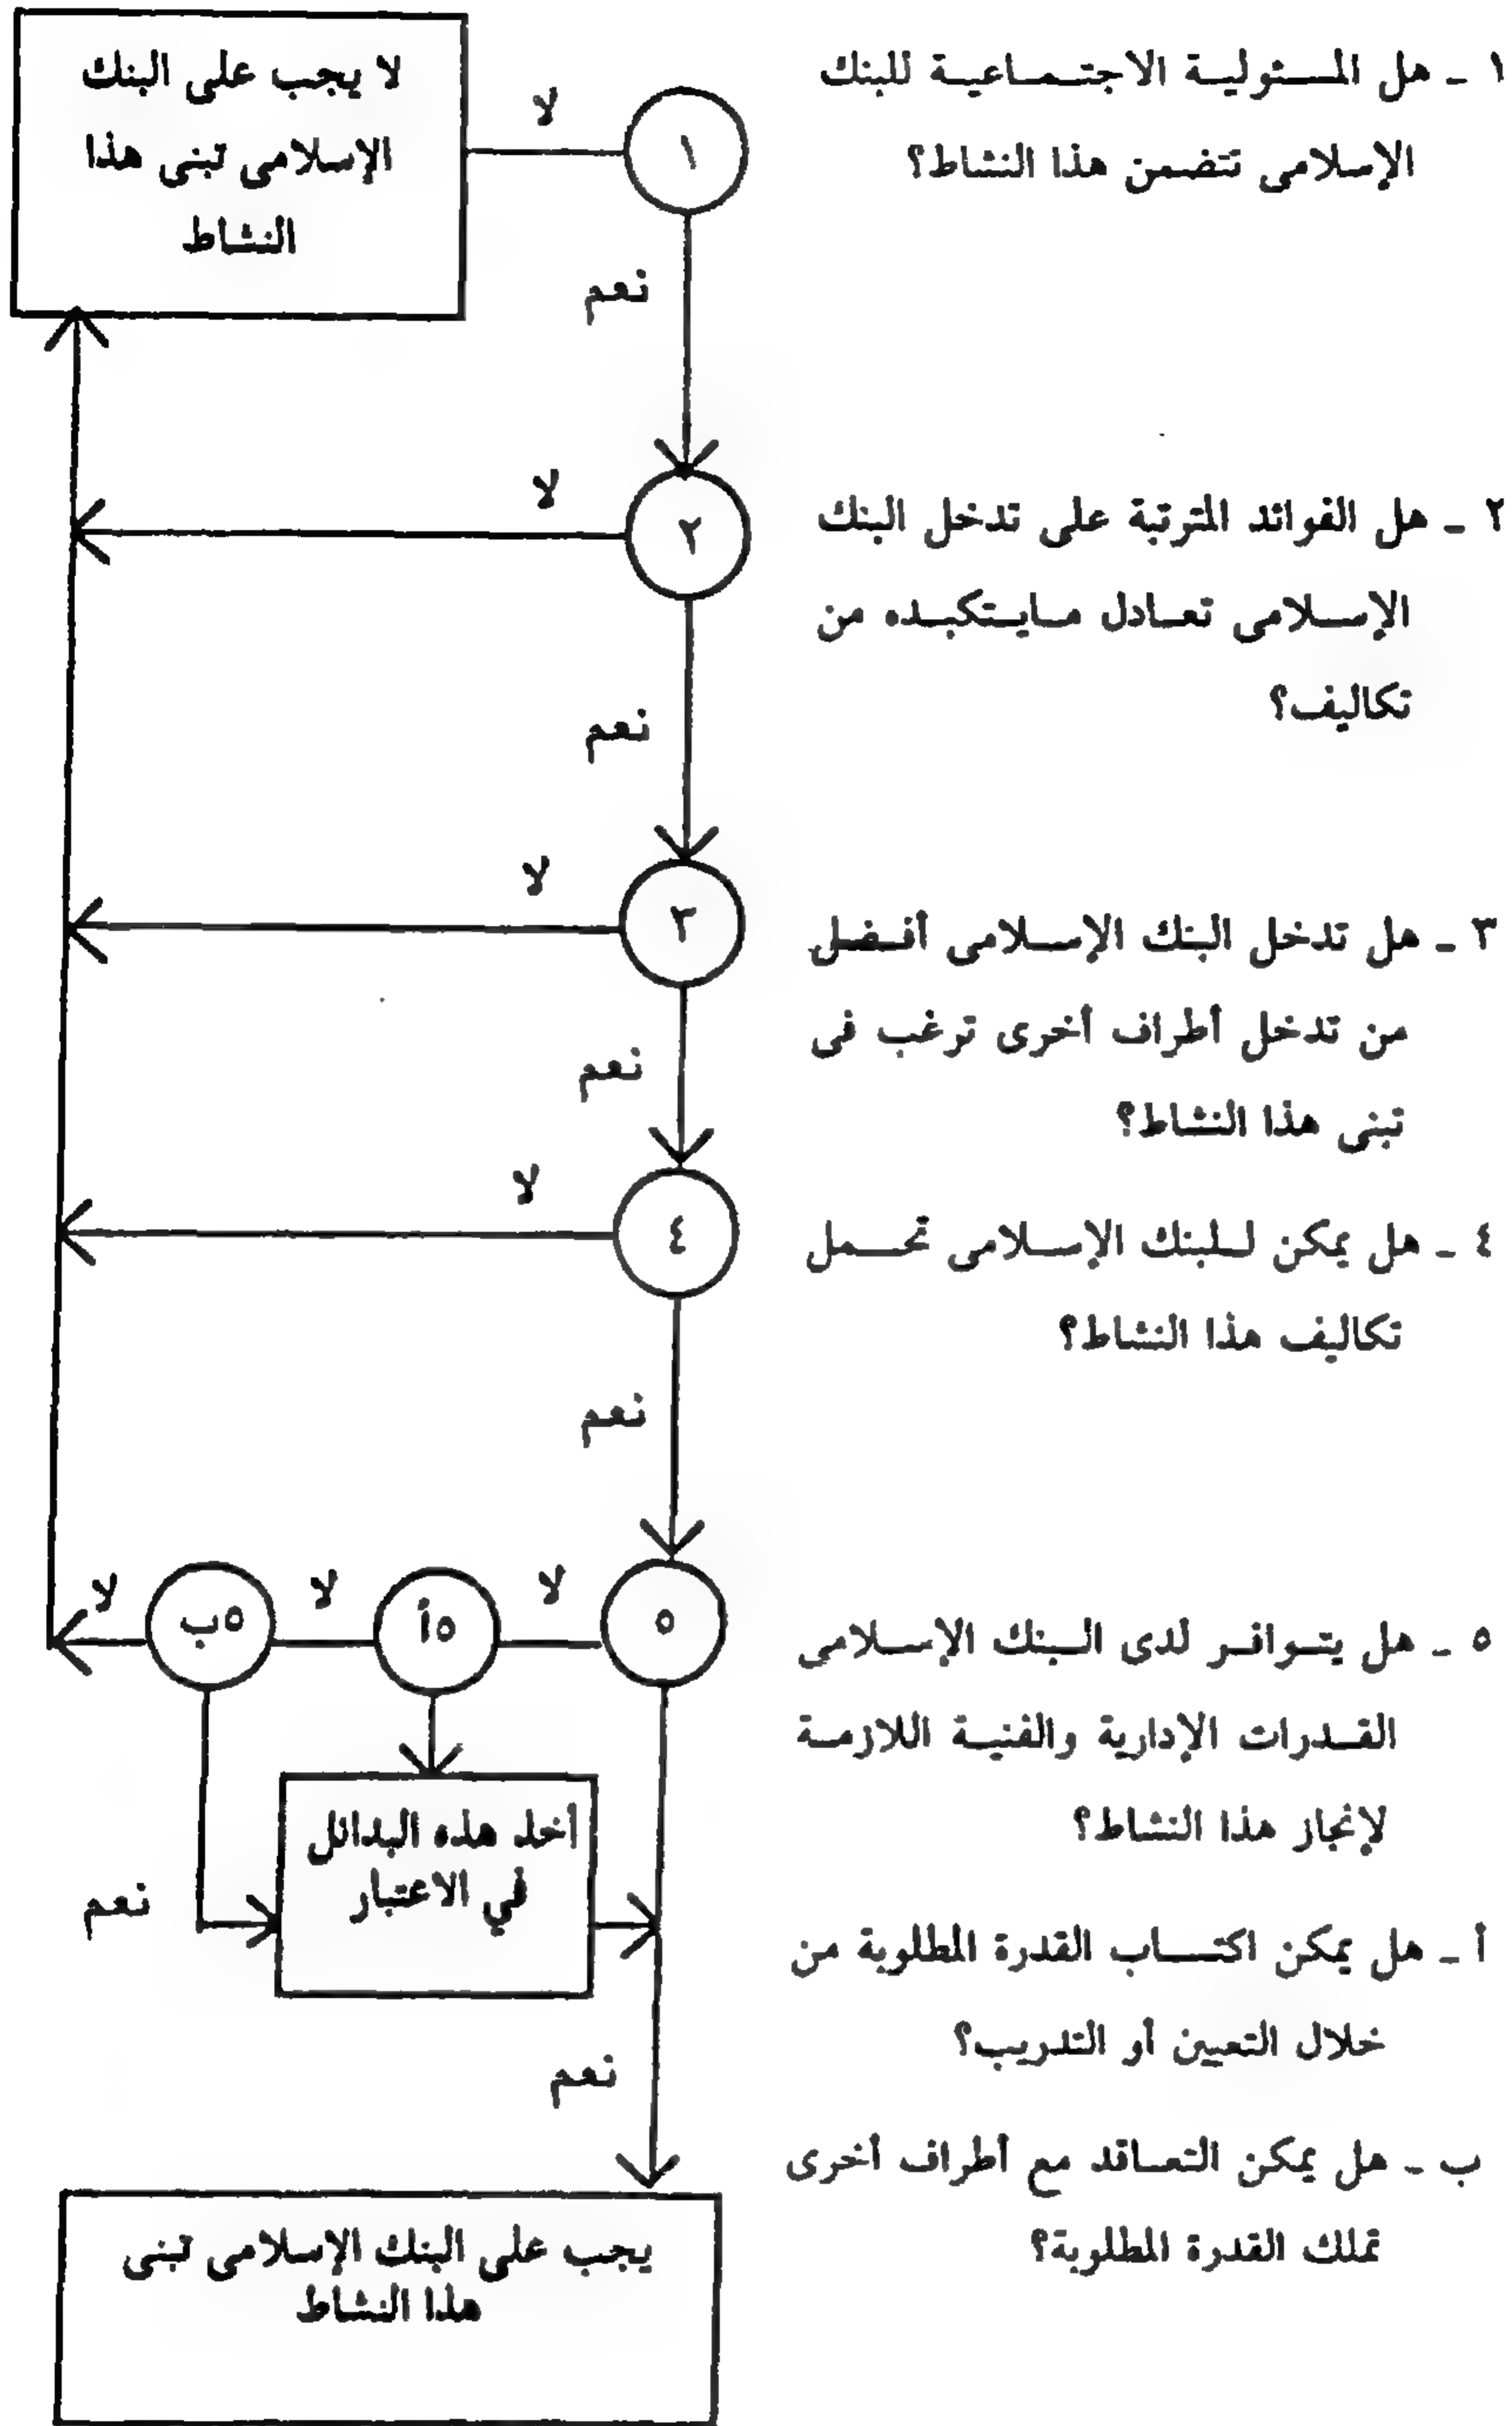 ١ ـ هل المسئولية الاجتماعية للبنك
الإسلامى تتضمن هذا النشاط؟
١
لا
لا يجب على البنك
الإسلامى تبنى هذا
النشاط
نعم
٢ ـ هل الفوائد المترتبة على تدخل البنك
الإسلامى تعادل مايتكبده من
تكاليف؟
٢
لا
نعم
٣ ـ هل تدخل البنك الإسلامى أفضل
من تدخل أطراف أخرى ترغب فى
تبنى هذا النشاط؟
٣
لا
نعم
٤ ـ هل يمكن للبنك الإسلامى تحمل
تكاليف هذا النشاط؟
٤
لا
نعم
٥ ـ هل يتوافر لدى البنك الإسلامى
القدرات الإدارية والفنية اللازمة
لإنجاز هذا النشاط؟
٥
لا
٥أ
لا
٥ب
لا
أ ـ هل يمكن اكتساب القدرة المطلوبة من
خلال التعيين أو التدريب؟
أخذ هذه البدائل
في الاعتبار
نعم
نعم
ب ـ هل يمكن التعاقد مع أطراف أخرى
تملك القدرة المطلوبة؟
يجب على البنك الإسلامى تبنى
هذا النشاط